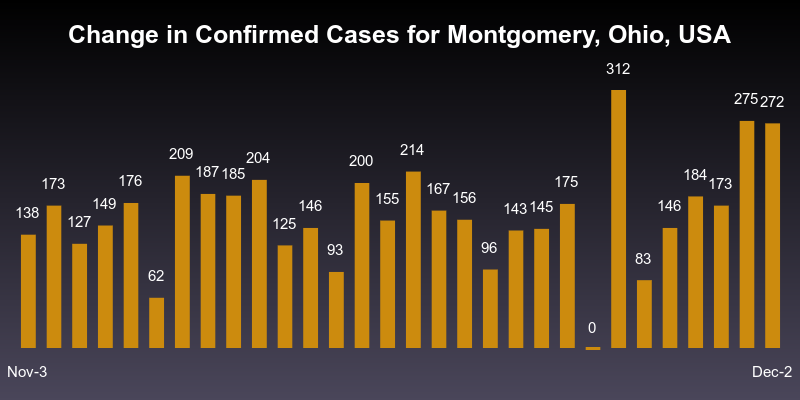 Change in Confirmed Cases for Montgomery, Ohio, USA
138 173 127 149 176 62 209 187 185 204 125 146 93 200 155 214 167 156 96 143 145 175 0 312 83 146 184 173 275 272
Nov-3 Dec-2